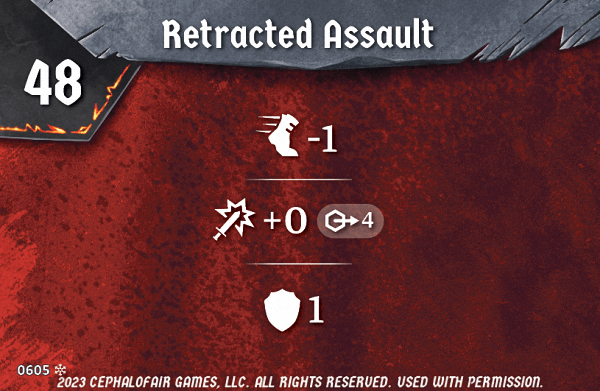 Retracted Assault
48
-1
+0 4
1
0605
2023 CEPHALOFAIR GAMES, LLC. ALL RIGHTS RESERVED. USED WITH PERMISSION.